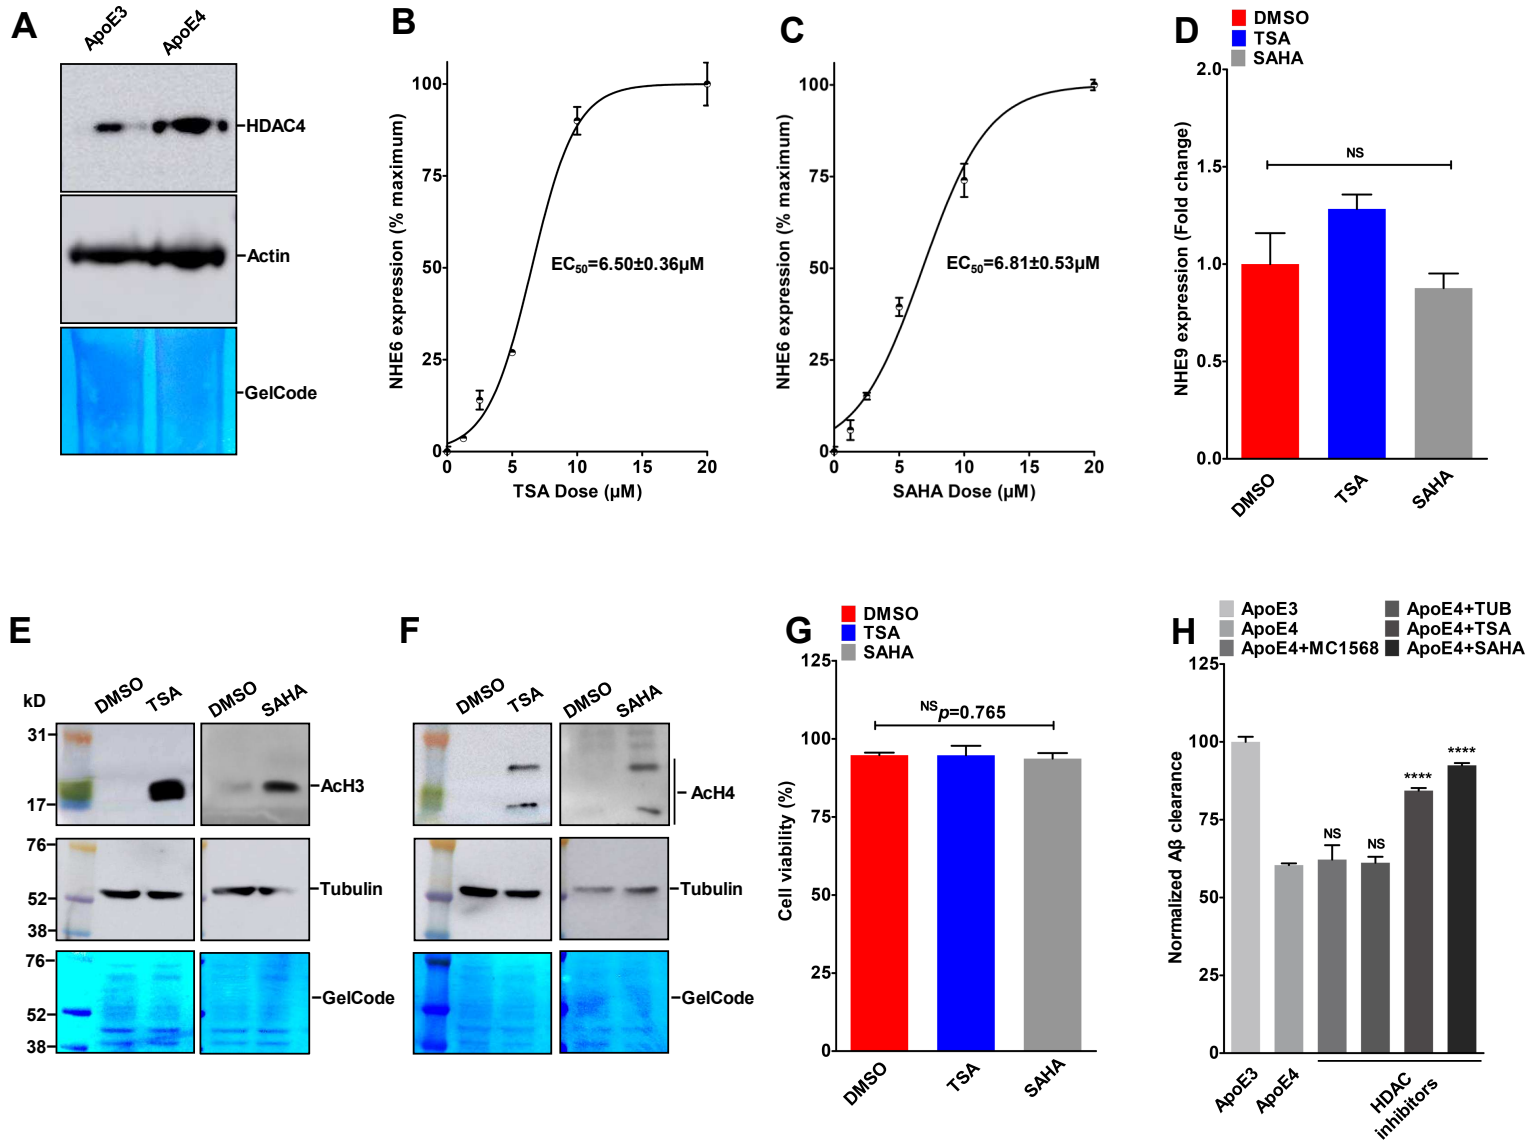 A
ApoE3
ApoE4
HDAC4
Actin
GelCode
B
NHE6 expression (% maximum)
100
75
50
25
0
EC50=6.50±0.36μM
0
5
10
15
20
TSA Dose (μM)
C
NHE6 expression (% maximum)
100
75
50
25
0
EC50=6.81±0.53μM
0
5
10
15
20
SAHA Dose (μM)
D
DMSO
TSA
SAHA
NHE9 expression (Fold change)
2.0
1.5
1.0
0.5
0.0
NS
DMSO
TSA
SAHA
E
kD
DMSO
TSA
DMSO
SAHA
31
17
AcH3
76
52
38
Tubulin
76
52
38
GelCode
F
DMSO
TSA
DMSO
SAHA
AcH4
Tubulin
GelCode
G
DMSO
TSA
SAHA
Cell viability (%)
125
100
75
50
25
0
NSp=0.765
DMSO
TSA
SAHA
H
ApoE3
ApoE4
ApoE4+MC1568
ApoE4+TUB
ApoE4+TSA
ApoE4+SAHA
Normalized Aβ clearance
125
100
75
50
25
0
NS
NS
****
****
ApoE3
ApoE4
HDAC
inhibitors